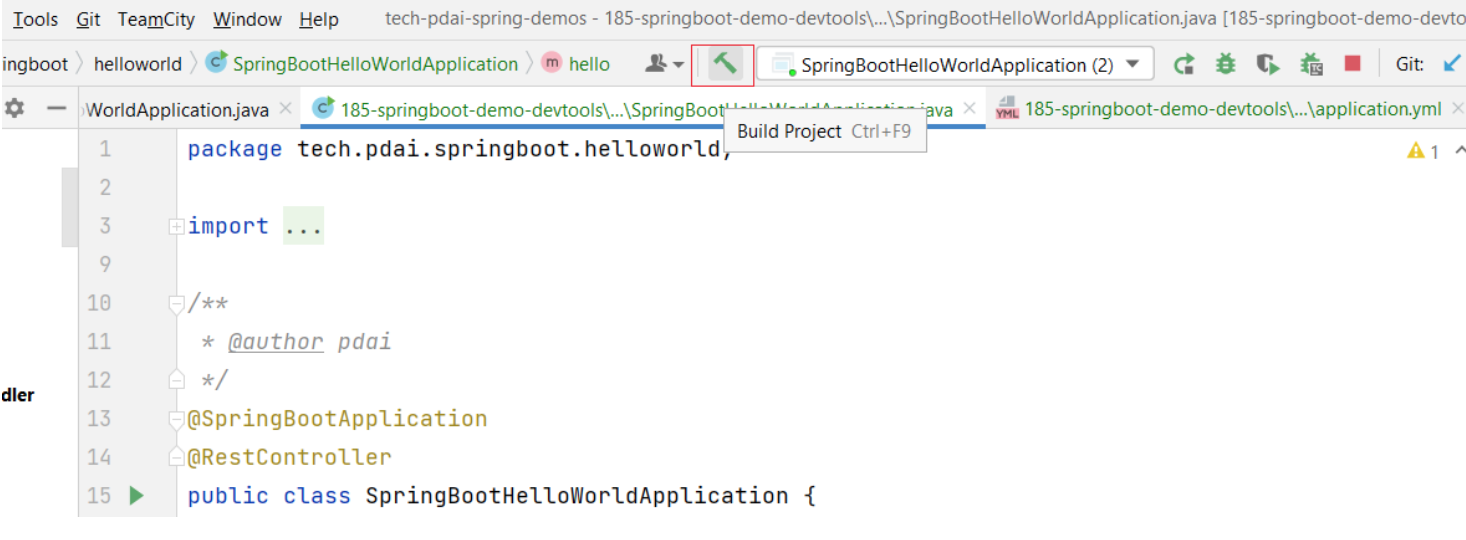 Tools Git TeamCity Window Help tech-pdai-spring-demos - 185-springboot-demo-devtools\...\SpringBootHelloWorldApplication.java [185-springboot-demo-devto
ingboot helloworld SpringBootHelloWorldApplication m hello SpringBootHelloWorldApplication (2) Git:
WorldApplication.java 185-springboot-demo-devtools\...\SpringBootHelloWorldApplication.java 185-springboot-demo-devtools\...\application.yml
Build Project Ctrl+F9
1 package tech.pdai.springboot.helloworld;
1
2
3 import ...
9
10 /**
11 * @author pdai
12 */
dler
13 @SpringBootApplication
14 @RestController
15 public class SpringBootHelloWorldApplication {